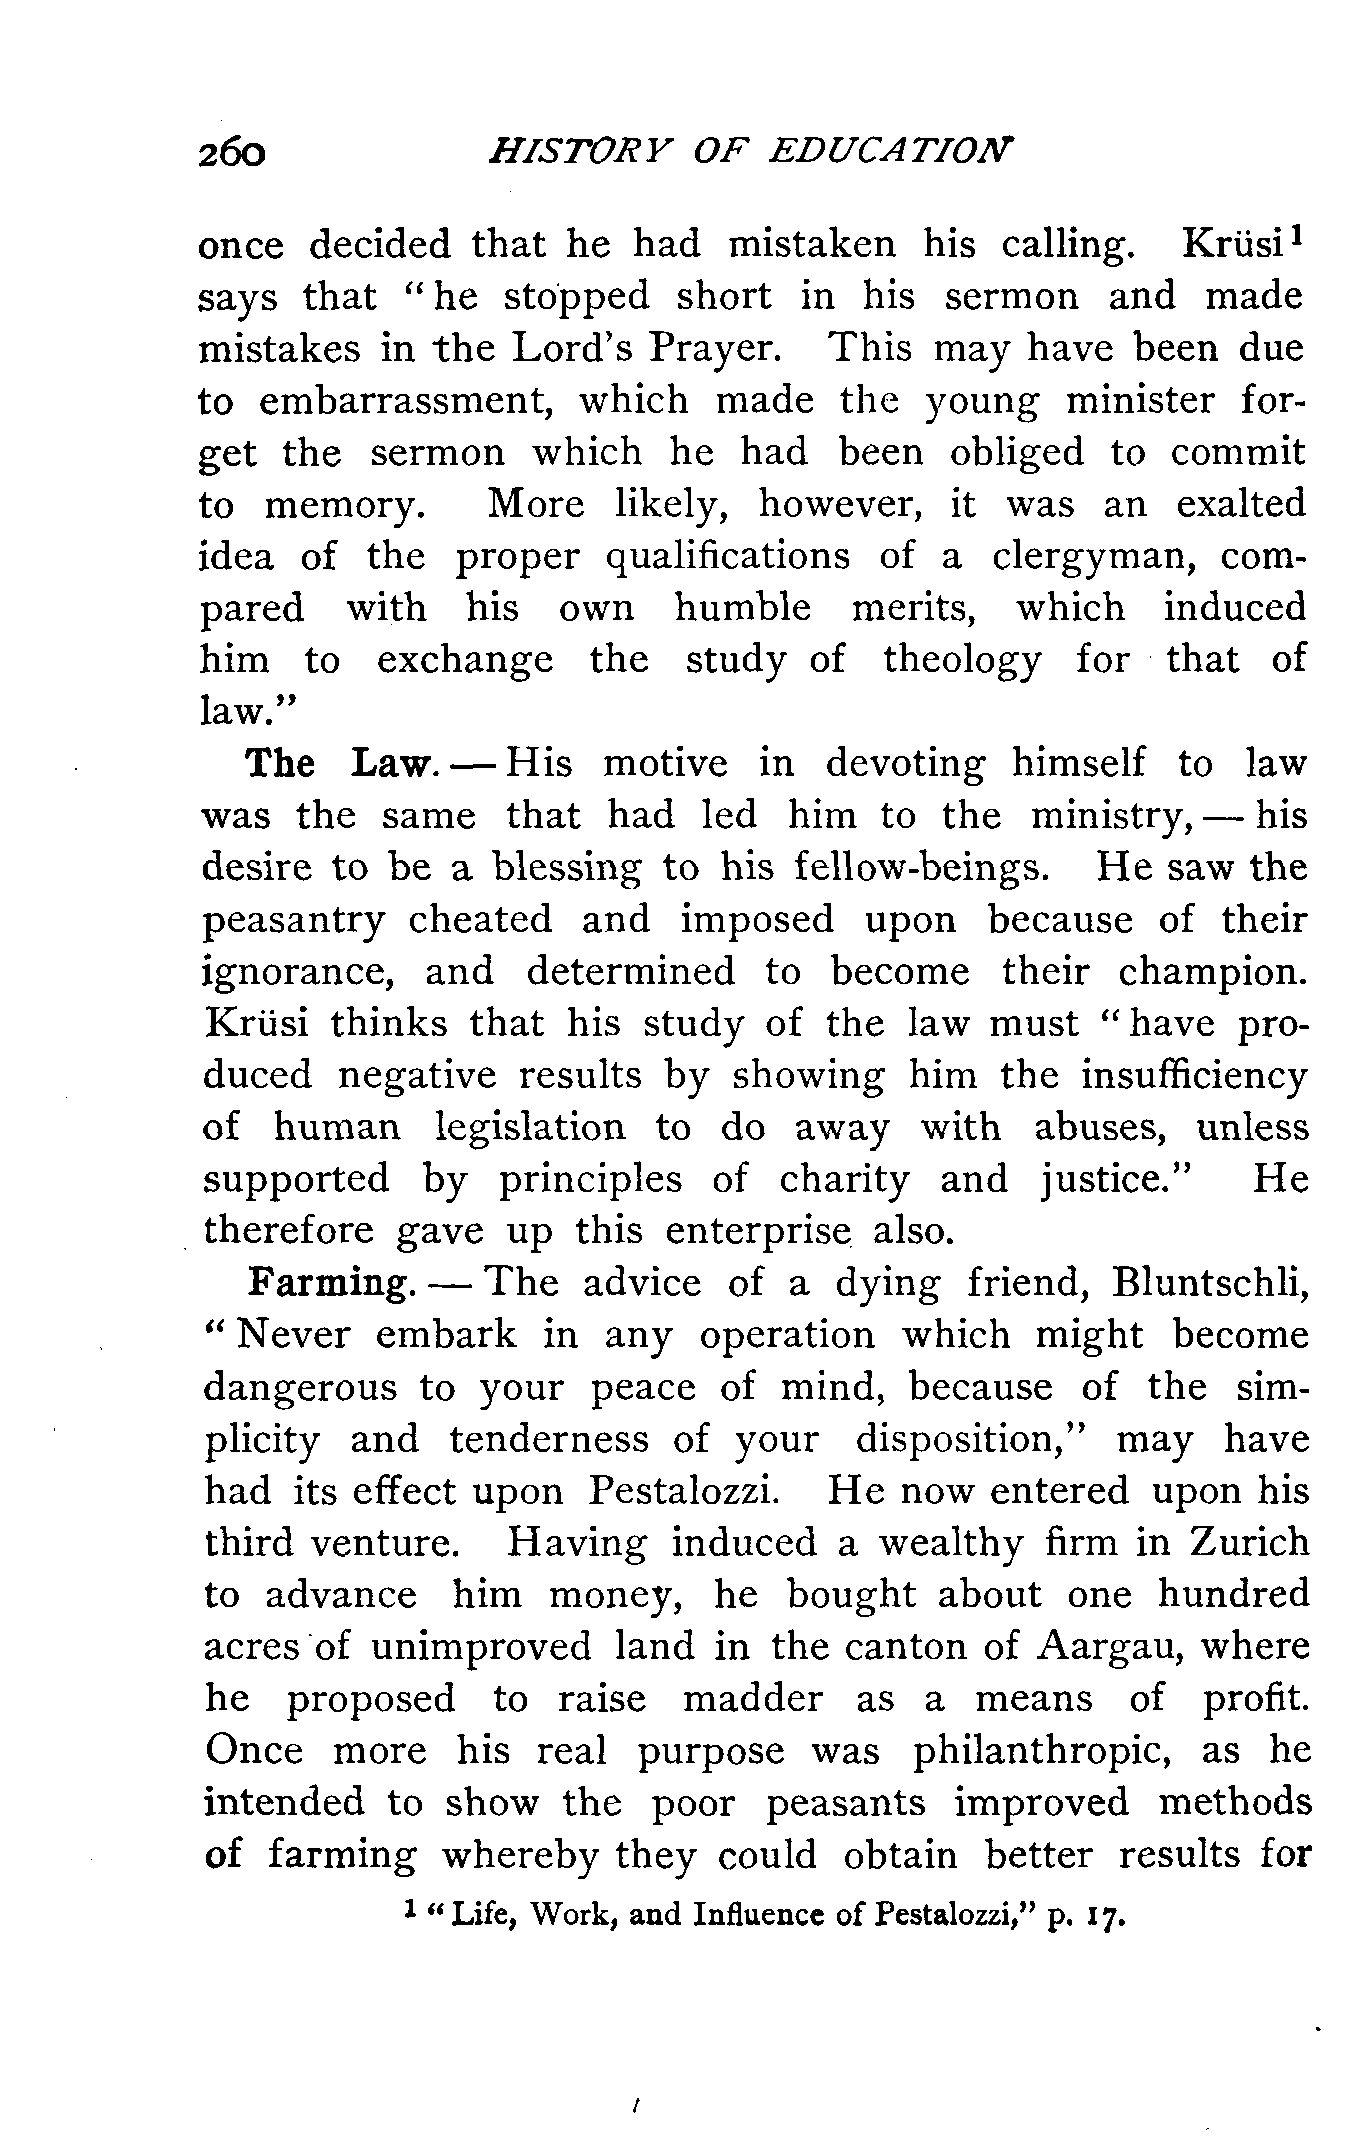 260 HISTORY OF EDUCATION
once decided that he had mistaken his calling. Krüsi¹
says that "he stopped short in his sermon and made
mistakes in the Lord's Prayer. This may have been due
to embarrassment, which made the young minister for-
get the sermon which he had been obliged to commit
to memory. More likely, however, it was an exalted
idea of the proper qualifications of a clergyman, com-
pared with his own humble merits, which induced
him to exchange the study of theology for that of
law."
The Law. — His motive in devoting himself to law
was the same that had led him to the ministry, — his
desire to be a blessing to his fellow-beings. He saw the
peasantry cheated and imposed upon because of their
ignorance, and determined to become their champion.
Krüsi thinks that his study of the law must "have pro-
duced negative results by showing him the insufficiency
of human legislation to do away with abuses, unless
supported by principles of charity and justice." He
therefore gave up this enterprise also.
Farming. — The advice of a dying friend, Bluntschli,
"Never embark in any operation which might become
dangerous to your peace of mind, because of the sim-
plicity and tenderness of your disposition," may have
had its effect upon Pestalozzi. He now entered upon his
third venture. Having induced a wealthy firm in Zurich
to advance him money, he bought about one hundred
acres of unimproved land in the canton of Aargau, where
he proposed to raise madder as a means of profit.
Once more his real purpose was philanthropic, as he
intended to show the poor peasants improved methods
of farming whereby they could obtain better results for
¹ "Life, Work, and Influence of Pestalozzi," p. 17.